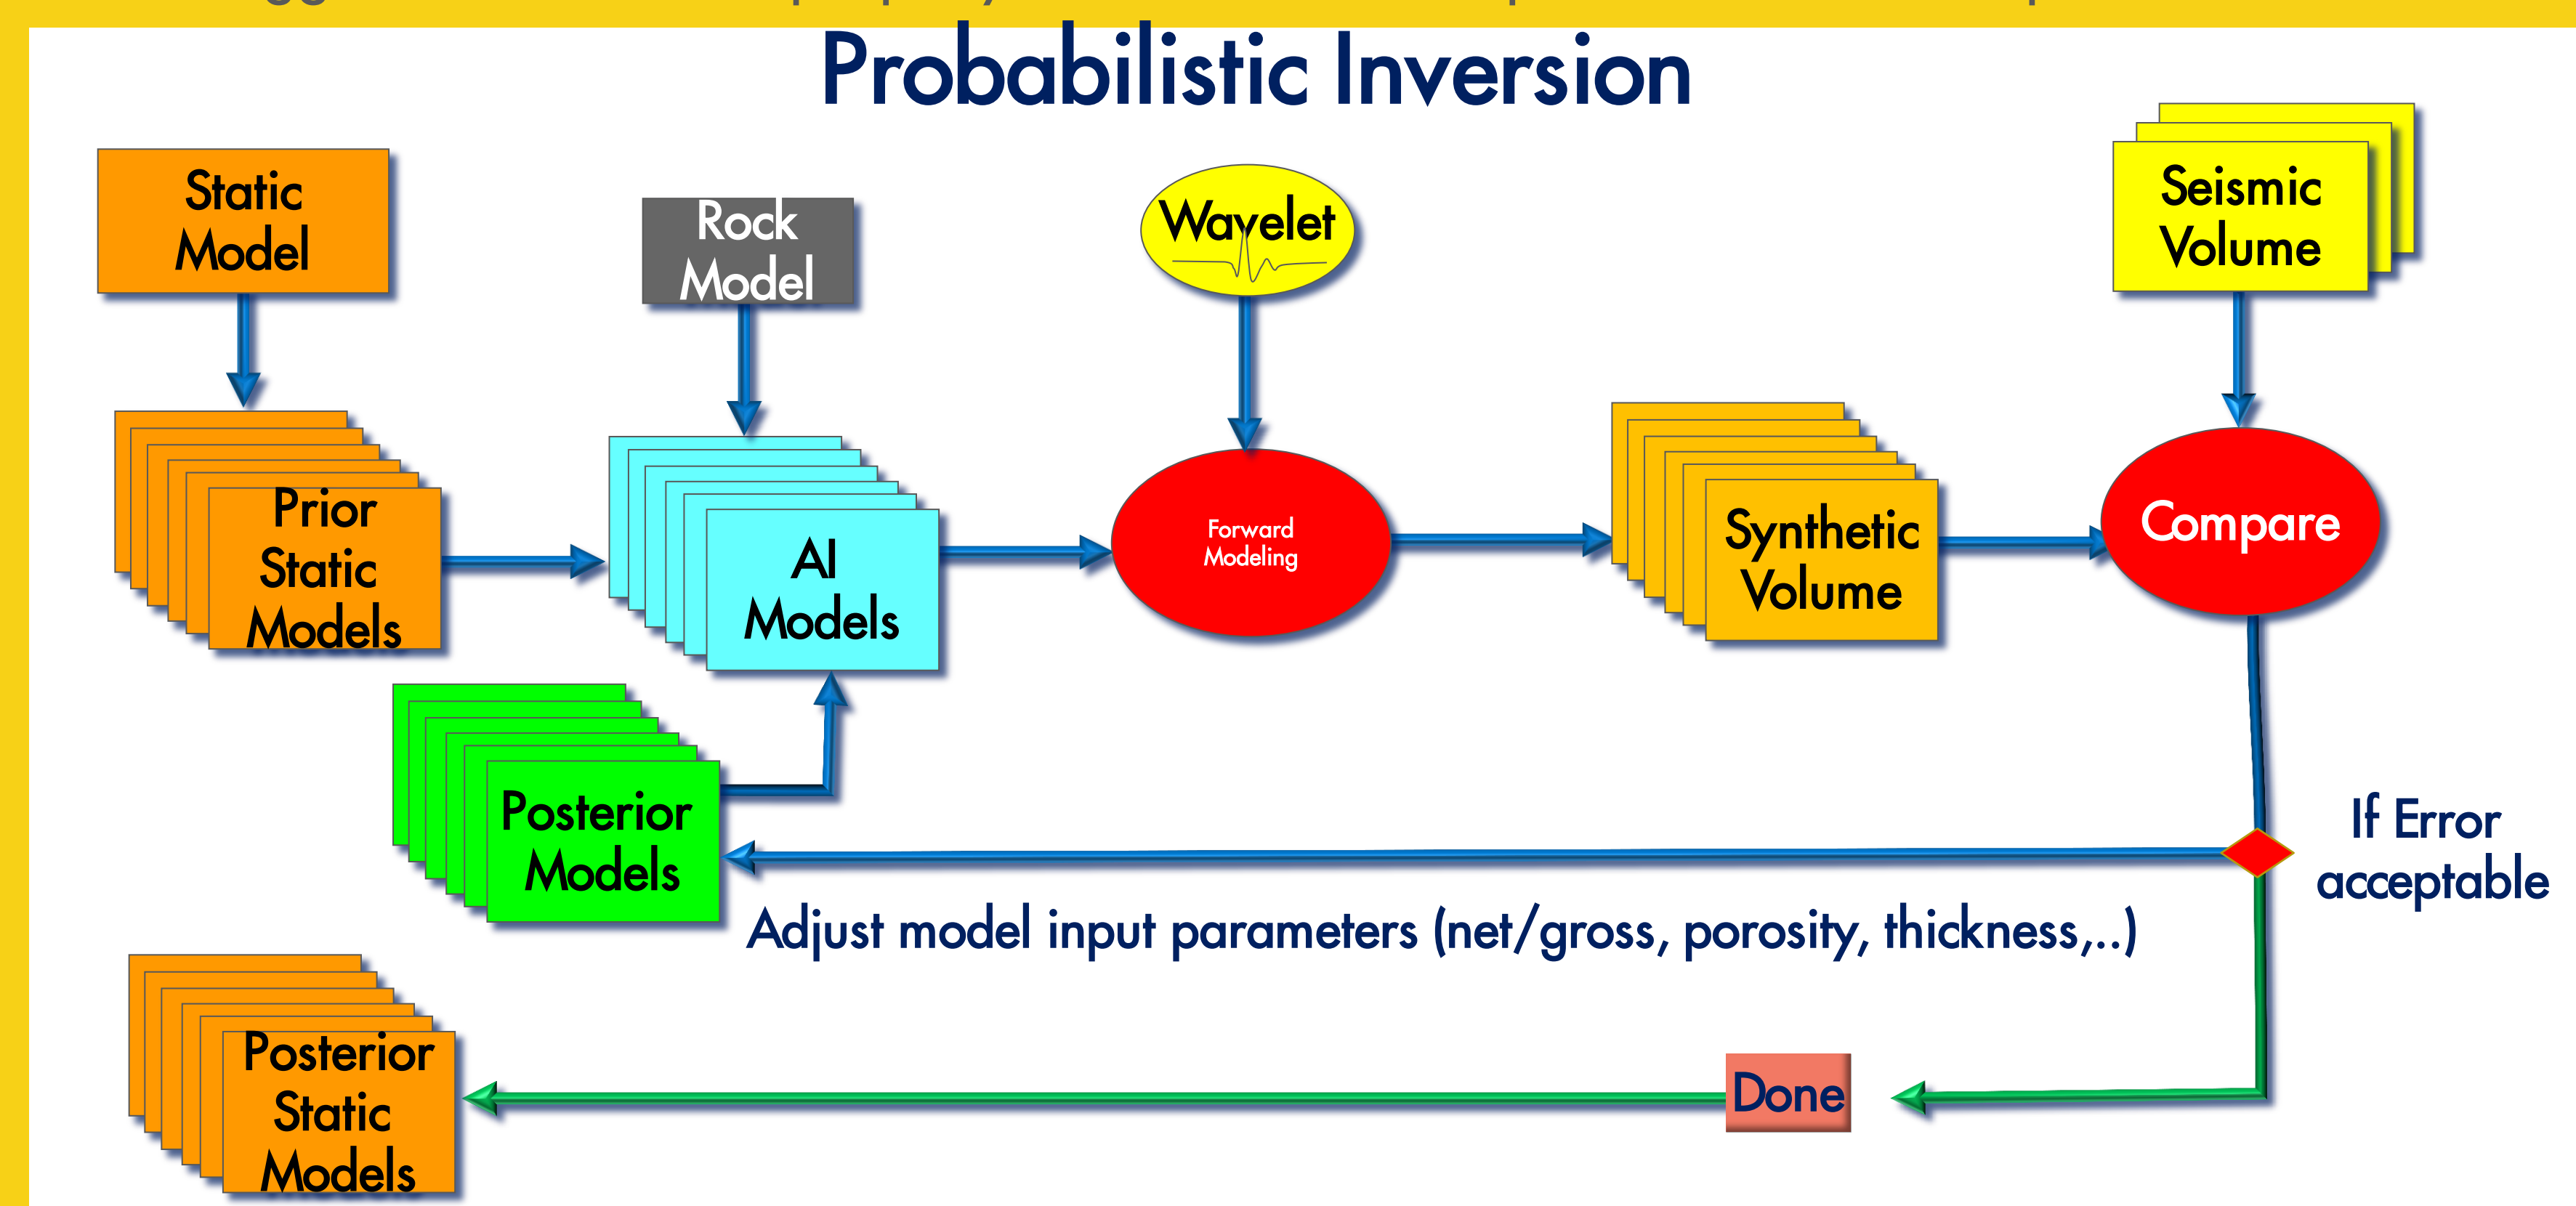 Probabilistic Inversion
Static
Model
Rock
Model
Wavelet
Seismic
Volume
Prior
Static
Models
AI
Models
Forward
Modeling
Synthetic
Volume
Compare
Posterior
Models
If Error
acceptable
Adjust model input parameters (net/gross, porosity, thickness,..)
Posterior
Static
Models
Done